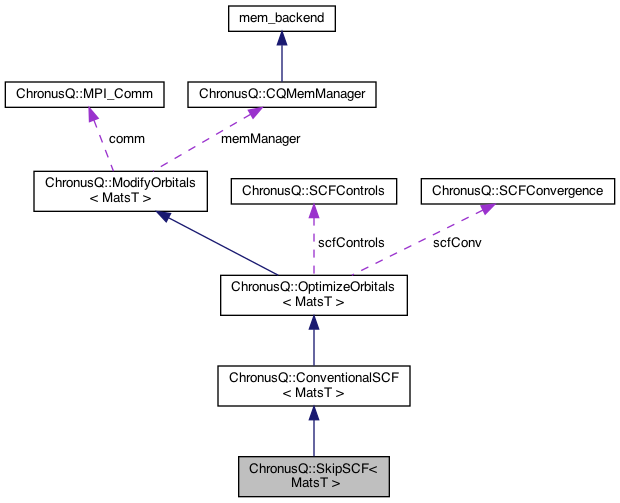 mem_backend
ChronusQ::MPI_Comm
ChronusQ::CQMemManager
comm
memManager
ChronusQ::ModifyOrbitals
< MatsT >
ChronusQ::SCFControls
ChronusQ::SCFConvergence
scfControls
scfConv
ChronusQ::OptimizeOrbitals
< MatsT >
ChronusQ::ConventionalSCF
< MatsT >
ChronusQ::SkipSCF<
MatsT >